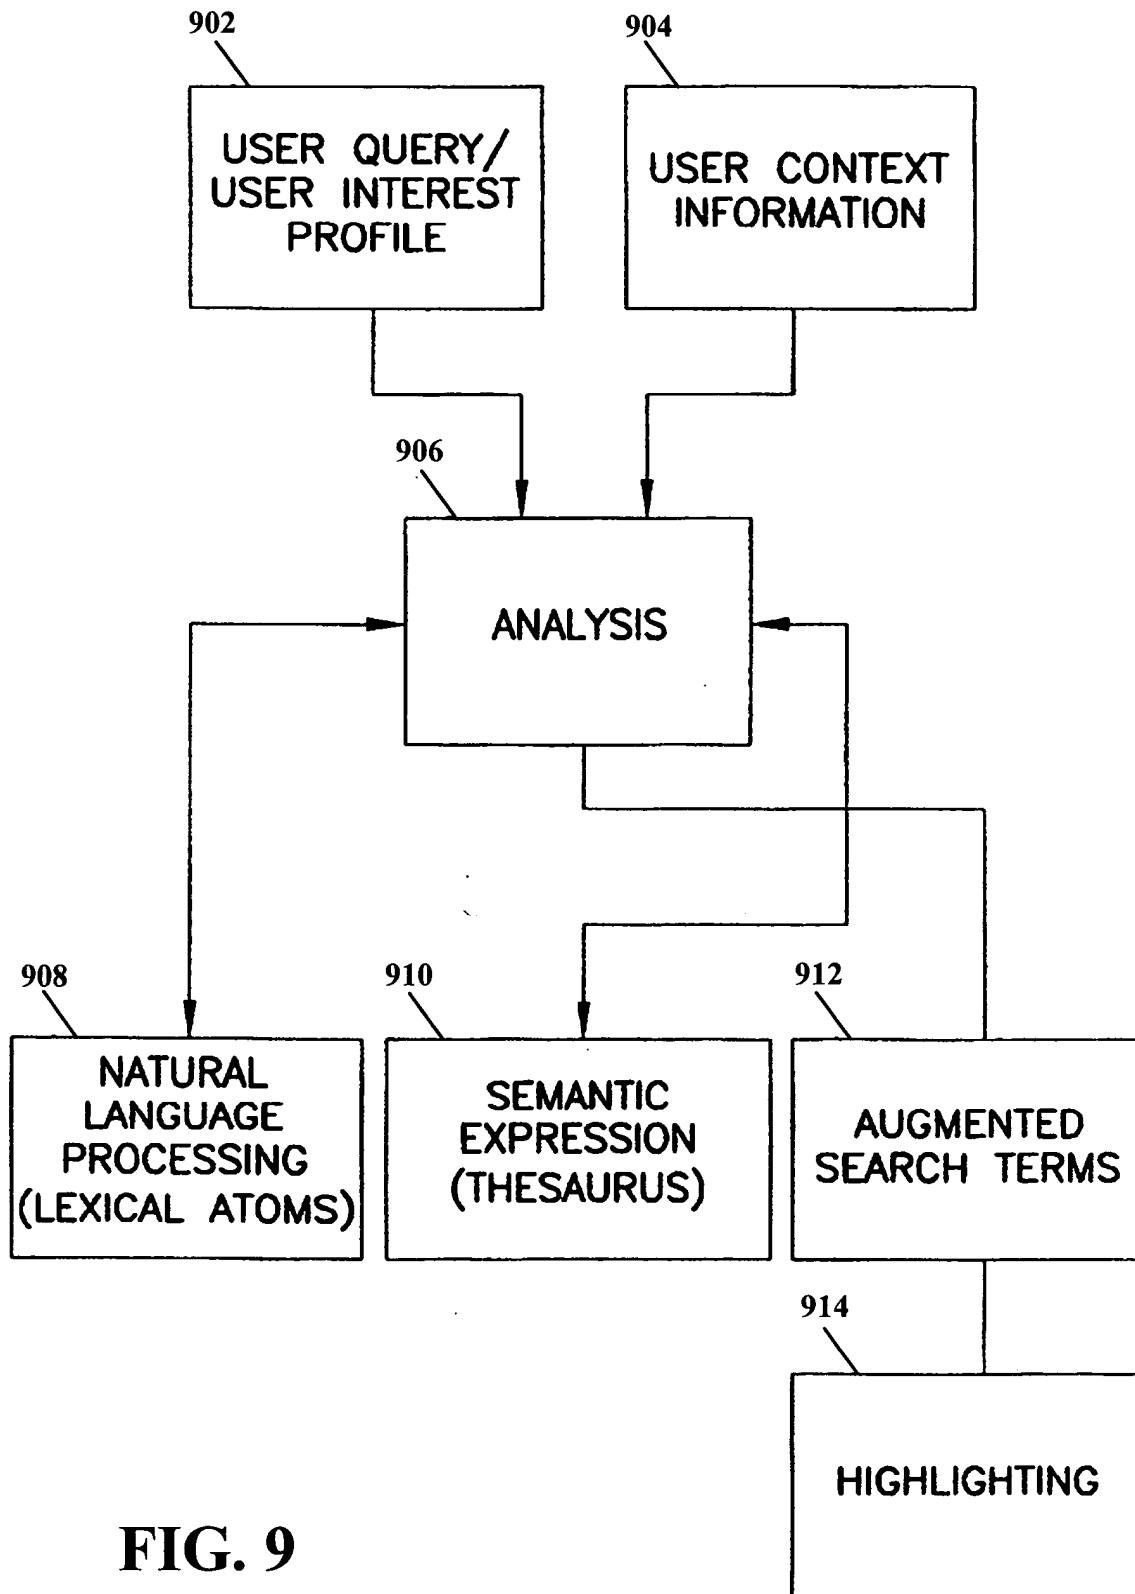 902
904
USER QUERY/
USER INTEREST
PROFILE
USER CONTEXT
INFORMATION
906
ANALYSIS
908
910
912
NATURAL
LANGUAGE
PROCESSING
(LEXICAL ATOMS)
SEMANTIC
EXPRESSION
(THESAURUS)
AUGMENTED
SEARCH TERMS
914
HIGHLIGHTING
FIG. 9